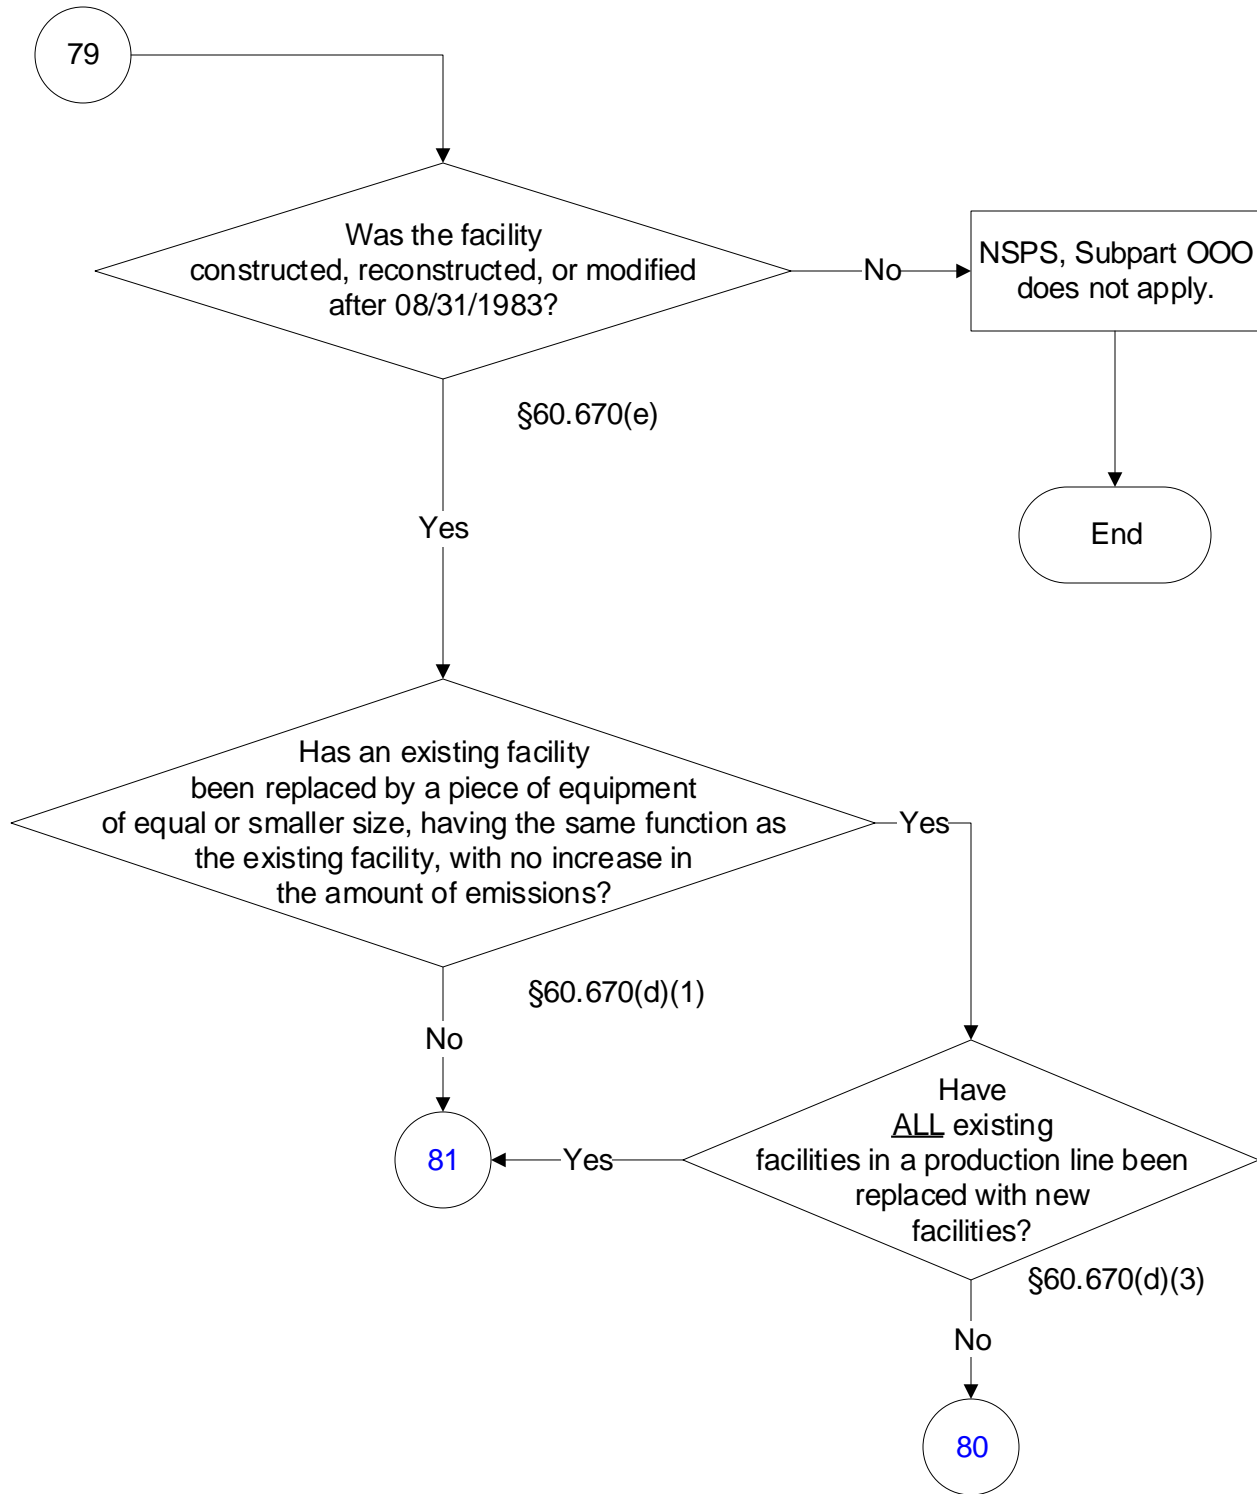 79
Was the facility
constructed, reconstructed, or modified
after 08/31/1983?
No
NSPS, Subpart OOO
does not apply.
§60.670(e)
Yes
End
Has an existing facility
been replaced by a piece of equipment
of equal or smaller size, having the same function as
the existing facility, with no increase in
the amount of emissions?
Yes
§60.670(d)(1)
No
Have
ALL existing
facilities in a production line been
replaced with new
facilities?
Yes
81
§60.670(d)(3)
No
80